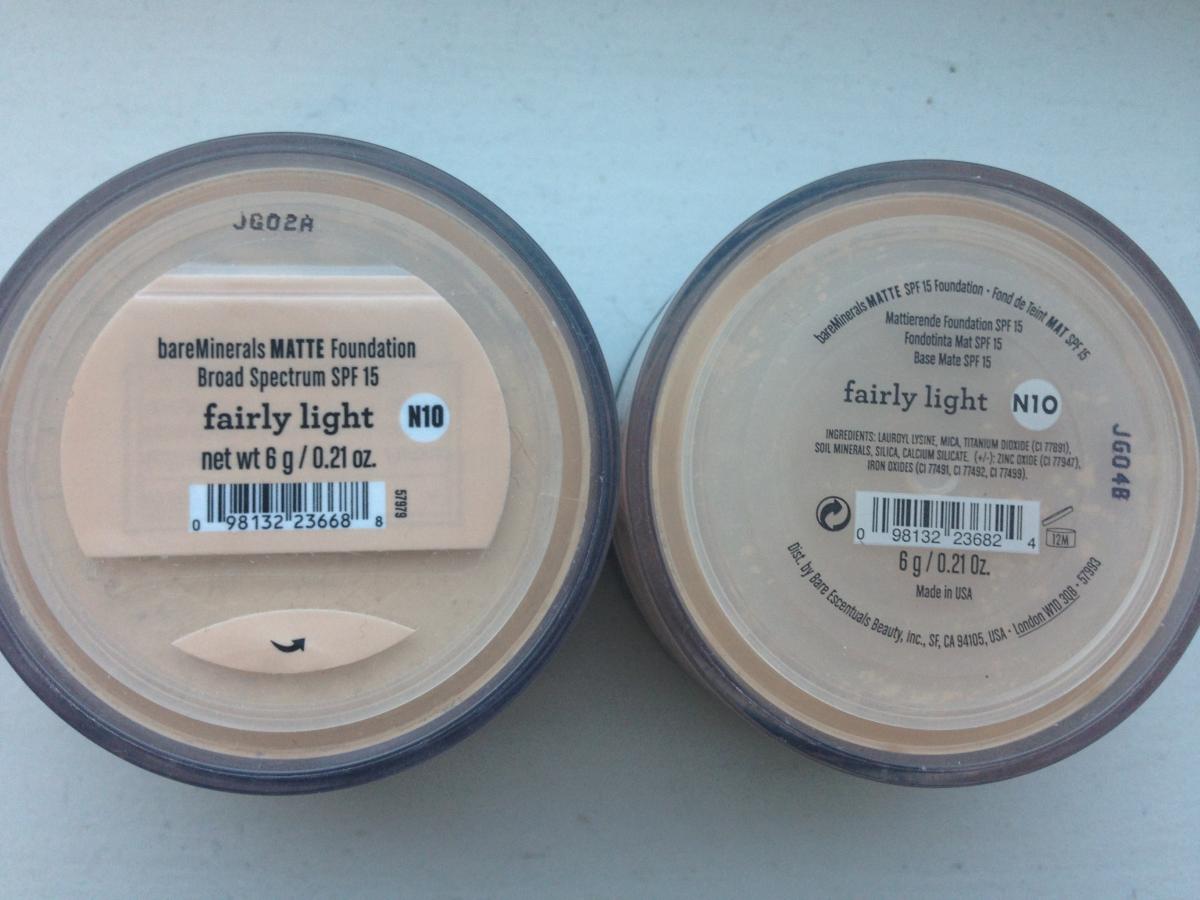 JG02A
bareMinerals MATTE Foundation
Broad Spectrum SPF 15
fairly light N10
net wt 6 g / 0.21 oz.
0 98132 23668 8
57979
bareMinerals MATTE SPF 15 Foundation · Fond de Teint MAT SPF 15
Mattierende Foundation SPF 15
Fondotinta Mat SPF 15
Base Mate SPF 15
fairly light N10
INGREDIENTS: LAUROYL LYSINE, MICA, TITANIUM DIOXIDE (CI 77891),
SOIL MINERALS, SILICA, CALCIUM SILICATE. (+/-): ZINC OXIDE (CI 77947),
IRON OXIDES (CI 77491, CI 77492, CI 77499).
JG04B
0 98132 23682 4
12M
6 g / 0.21 Oz.
Made in USA
Dist. by Bare Escentuals Beauty, Inc., SF, CA 94105, USA · London W10 3QB · 57993